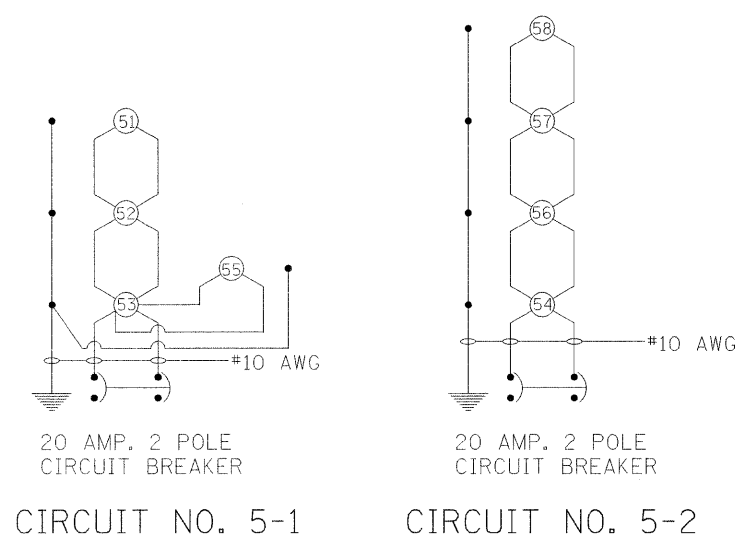 51
52
55
53
#10 AWG
20 AMP. 2 POLE
CIRCUIT BREAKER
CIRCUIT NO. 5-1
58
57
56
54
#10 AWG
20 AMP. 2 POLE
CIRCUIT BREAKER
CIRCUIT NO. 5-2